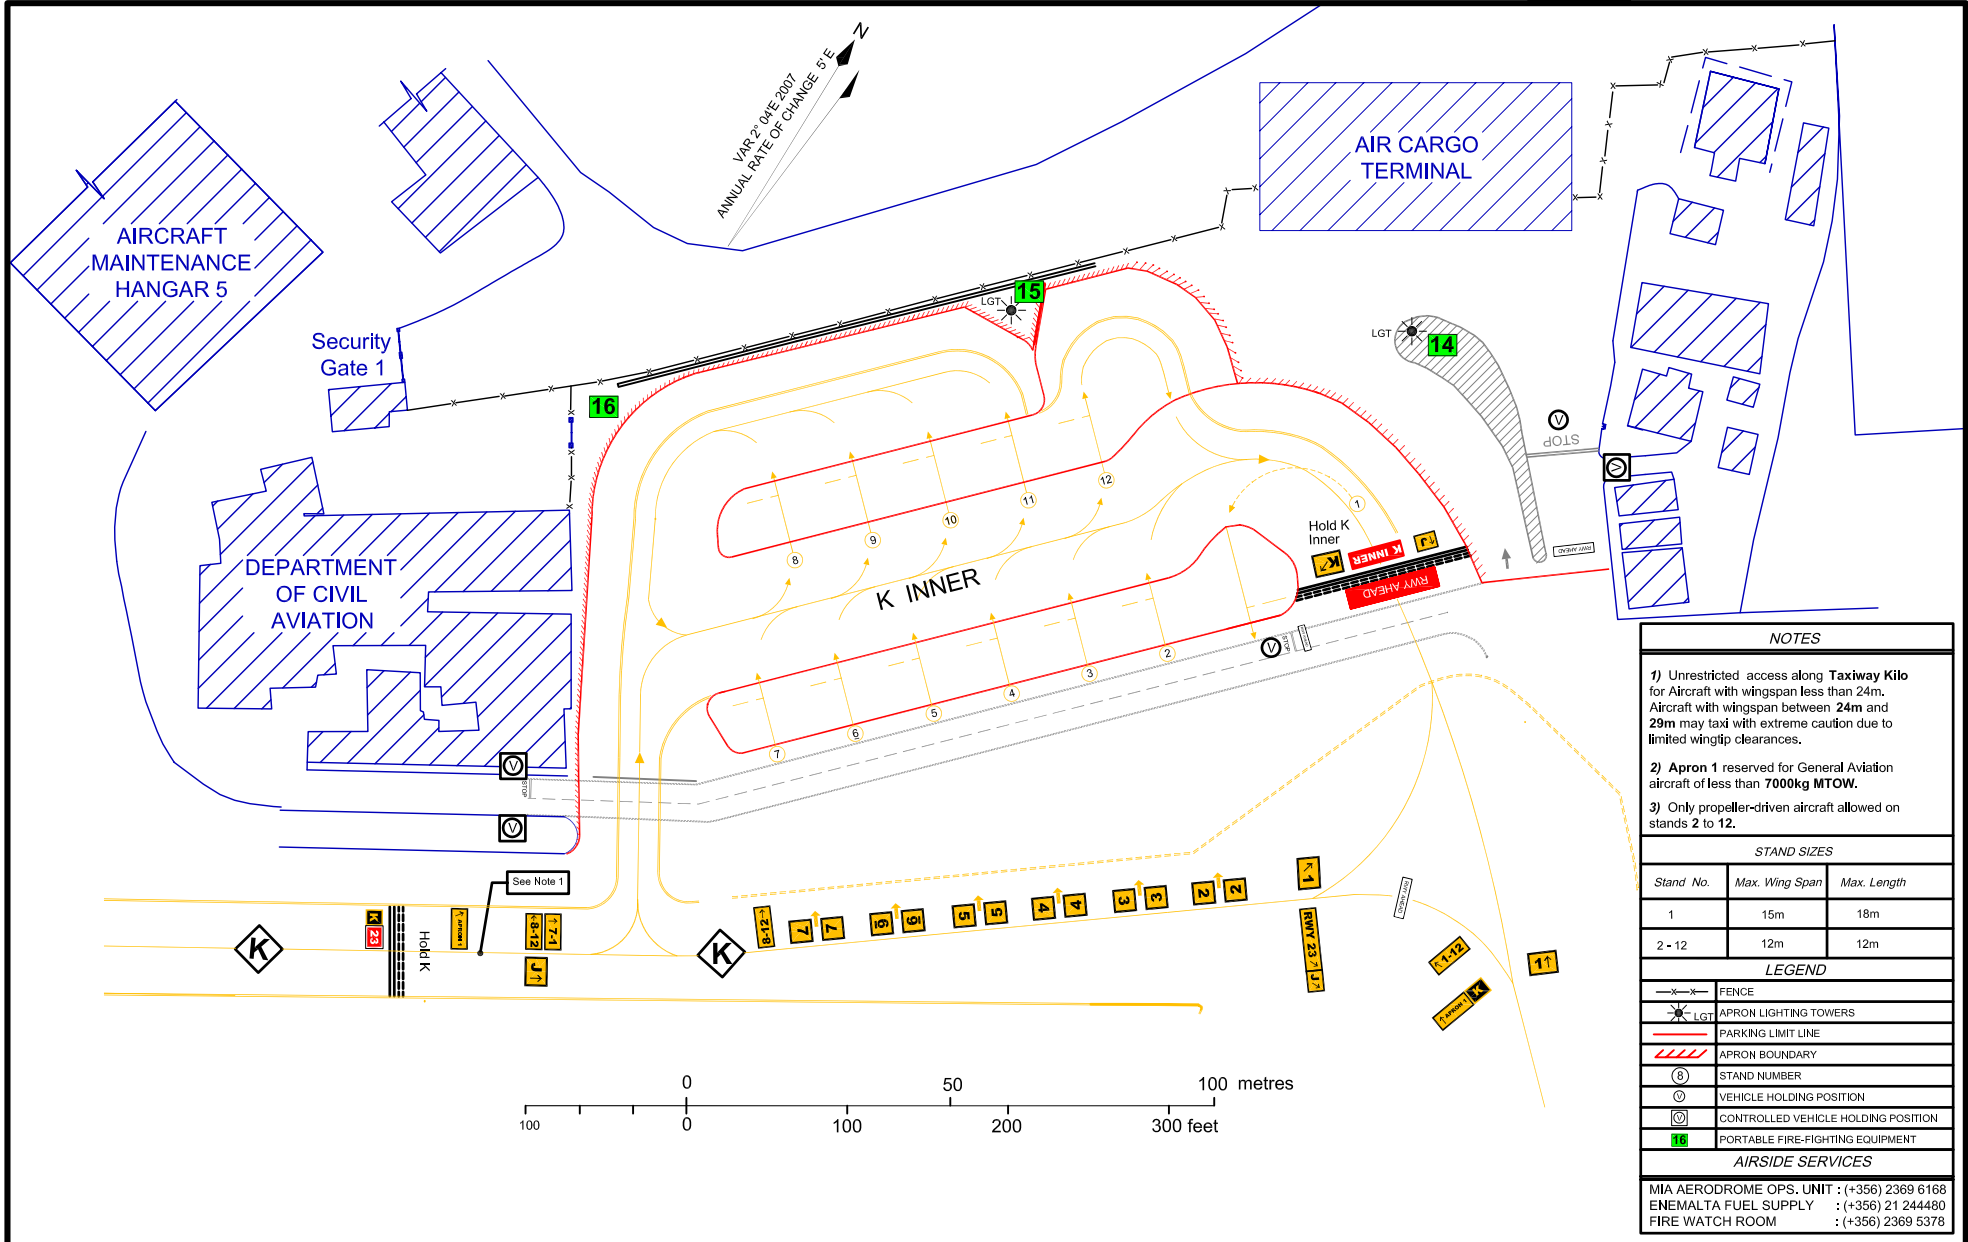 N
VAR 2° 04'E 2007
ANNUAL RATE OF CHANGE 5' E
AIR CARGO
TERMINAL
AIRCRAFT
MAINTENANCE
HANGAR 5
Security
Gate 1
DEPARTMENT
OF CIVIL
AVIATION
LGT
15
LGT
14
16
V
STOP
V
8
9
10
11
12
1
K INNER
Hold K
Inner
K
K INNER
J
RWY AHEAD
RWY AHEAD
7
6
5
4
3
2
V
STOP
V
STOP
V
See Note 1
K
K
23
Hold K
APRON 1
8-12
7-1
J
K
8-12
7
7
6
6
5
5
4
4
3
3
2
2
1
RWY 23
J
RWY AHEAD
1-12
APRON 1
K
1
0 50 100 metres
100 0 100 200 300 feet
NOTES
1) Unrestricted access along Taxiway Kilo
for Aircraft with wingspan less than 24m.
Aircraft with wingspan between 24m and
29m may taxi with extreme caution due to
limited wingtip clearances.
2) Apron 1 reserved for General Aviation
aircraft of less than 7000kg MTOW.
3) Only propeller-driven aircraft allowed on
stands 2 to 12.
STAND SIZES
Stand No. Max. Wing Span Max. Length
1 15m 18m
2 - 12 12m 12m
LEGEND
FENCE
LGT APRON LIGHTING TOWERS
PARKING LIMIT LINE
APRON BOUNDARY
8 STAND NUMBER
V VEHICLE HOLDING POSITION
V CONTROLLED VEHICLE HOLDING POSITION
16 PORTABLE FIRE-FIGHTING EQUIPMENT
AIRSIDE SERVICES
MIA AERODROME OPS. UNIT : (+356) 2369 6168
ENEMALTA FUEL SUPPLY : (+356) 21 244480
FIRE WATCH ROOM : (+356) 2369 5378